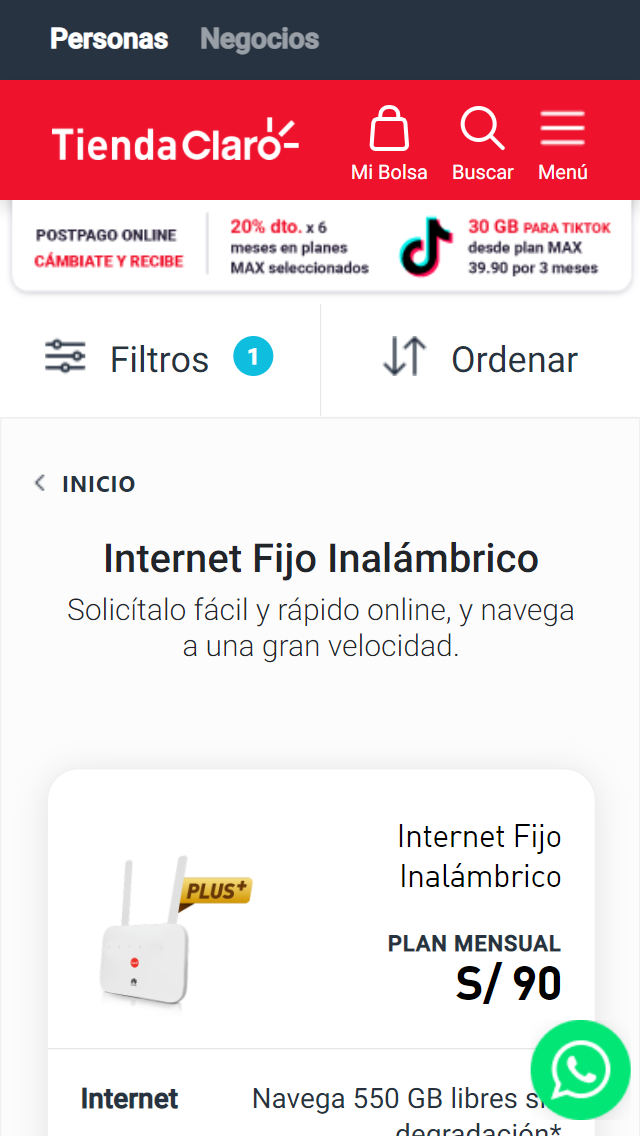 Personas Negocios
TiendaClaro
Mi Bolsa Buscar Menú
POSTPAGO ONLINE
CÁMBIATE Y RECIBE
20% dto. x 6
meses en planes
MAX seleccionados
30 GB PARA TIKTOK
desde plan MAX
39.90 por 3 meses
Filtros 1
Ordenar
INICIO
Internet Fijo Inalámbrico
Solicítalo fácil y rápido online, y navega
a una gran velocidad.
PLUS+
Internet Fijo
Inalámbrico
PLAN MENSUAL
S/ 90
Internet
Navega 550 GB libres
degradación*